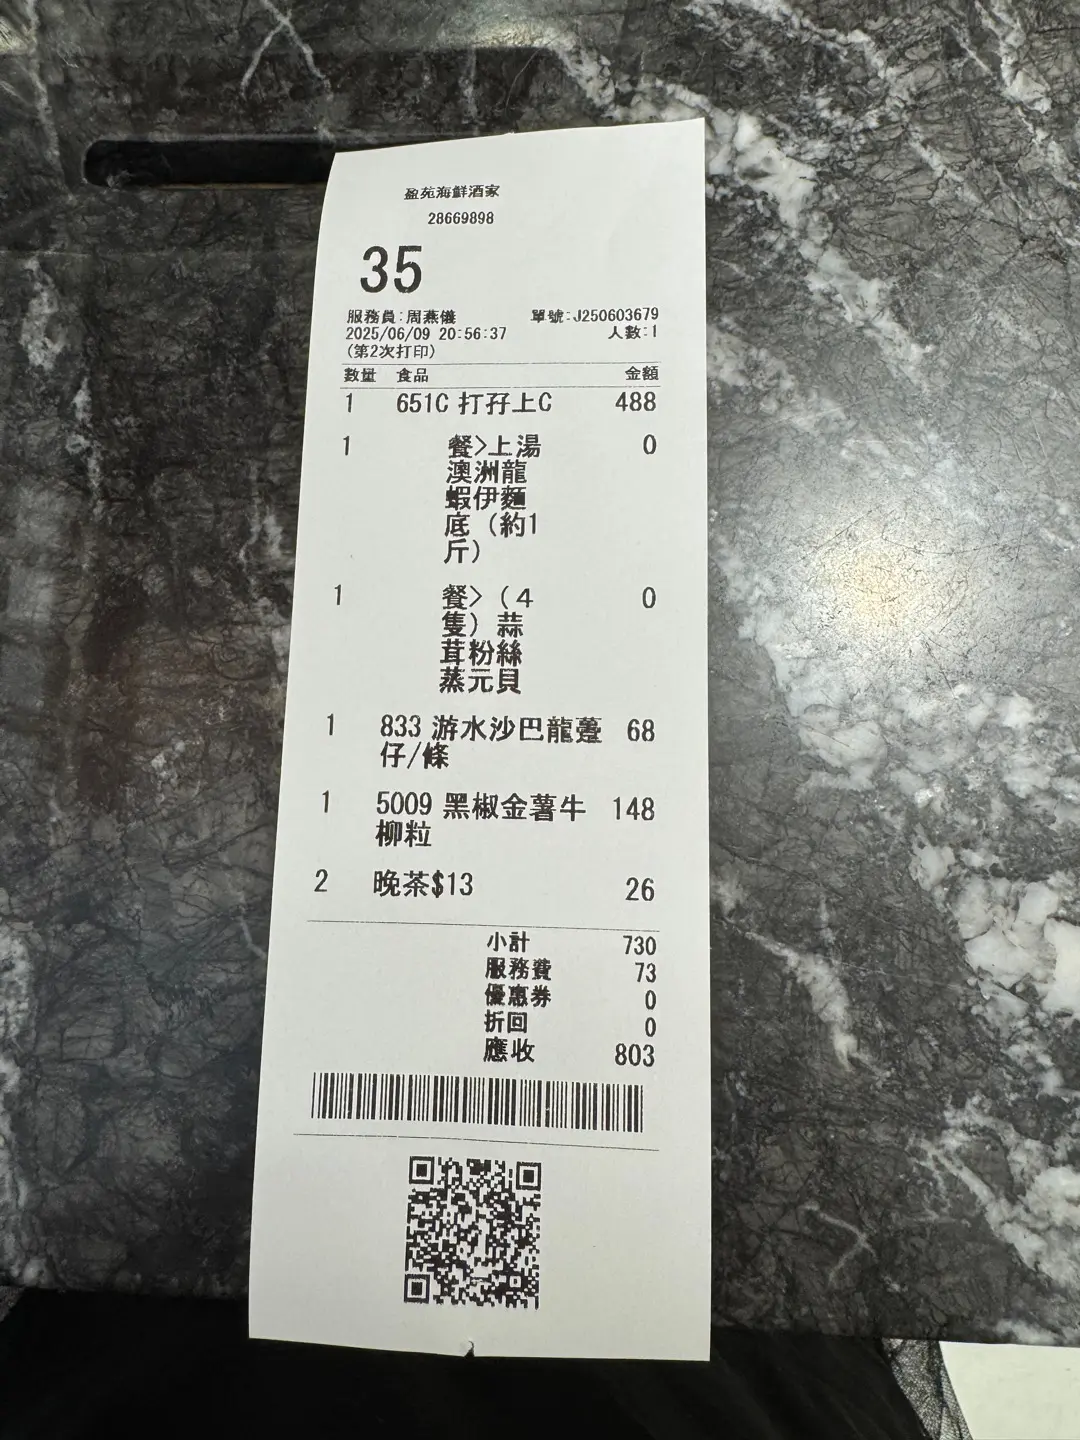 盈苑海鮮酒家
28669898
35
服務員:周燕儀 單號:J250603679
2025/06/09 20:56:37 人數:1
(第2次打印)
數量 食品 金額
1 651C 打孖上C 488
1 餐>上湯 0
澳洲龍
蝦伊麵
底（約1
斤）
1 餐>（4 0
隻）蒜
茸粉絲
蒸元貝
1 833 游水沙巴龍躉 68
仔/條
1 5009 黑椒金薯牛 148
柳粒
2 晚茶$13 26
小計 730
服務費 73
優惠券 0
折回 0
應收 803